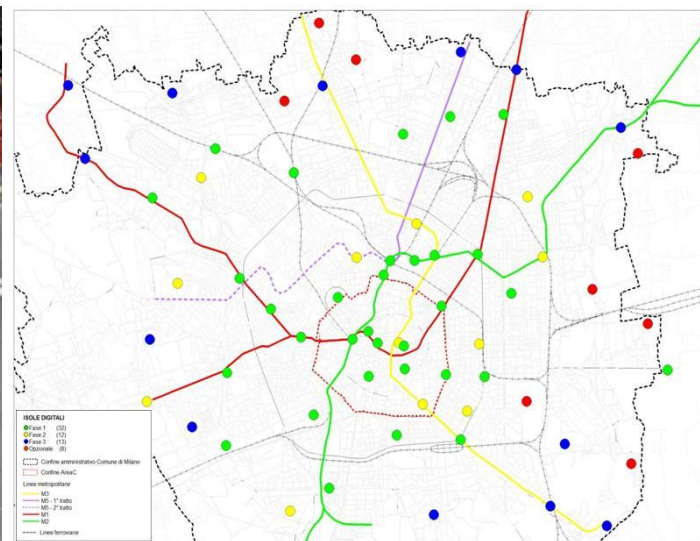 ISOLE DIGITALI
Fase 1 (32)
Fase 2 (12)
Fase 3 (13)
Opzionale (8)
Confine amministrativo Comune di Milano
Confine AreaC
Linee metropolitane
M3
M5 - 1° tratto
M5 - 2° tratto
M1
M2
Linee ferroviarie